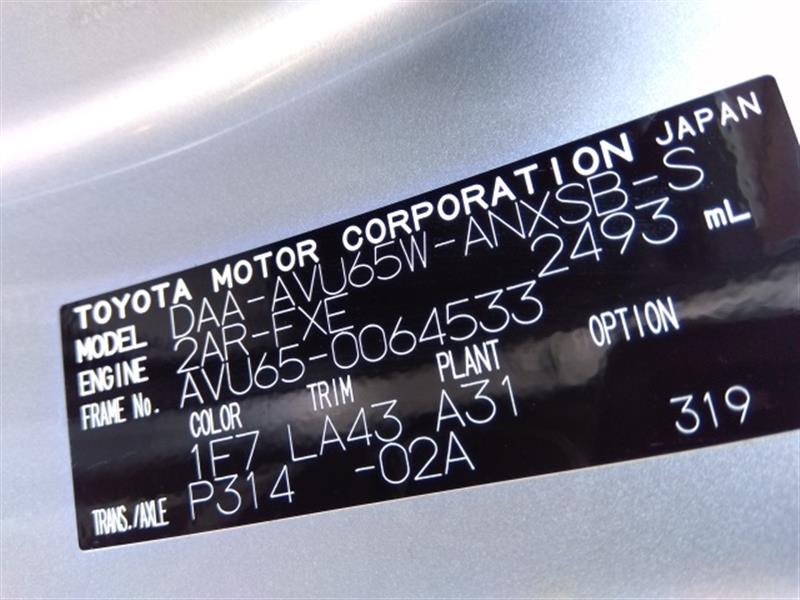 TOYOTA MOTOR CORPORATION JAPAN
MODEL DAA-AVU65W-ANXSB-S
ENGINE 2AR-FXE 2493 mL
FRAME No. AVU65-0064533
COLOR TRIM PLANT OPTION
1E7 LA43 A31
TRANS./AXLE P314 -02A 319